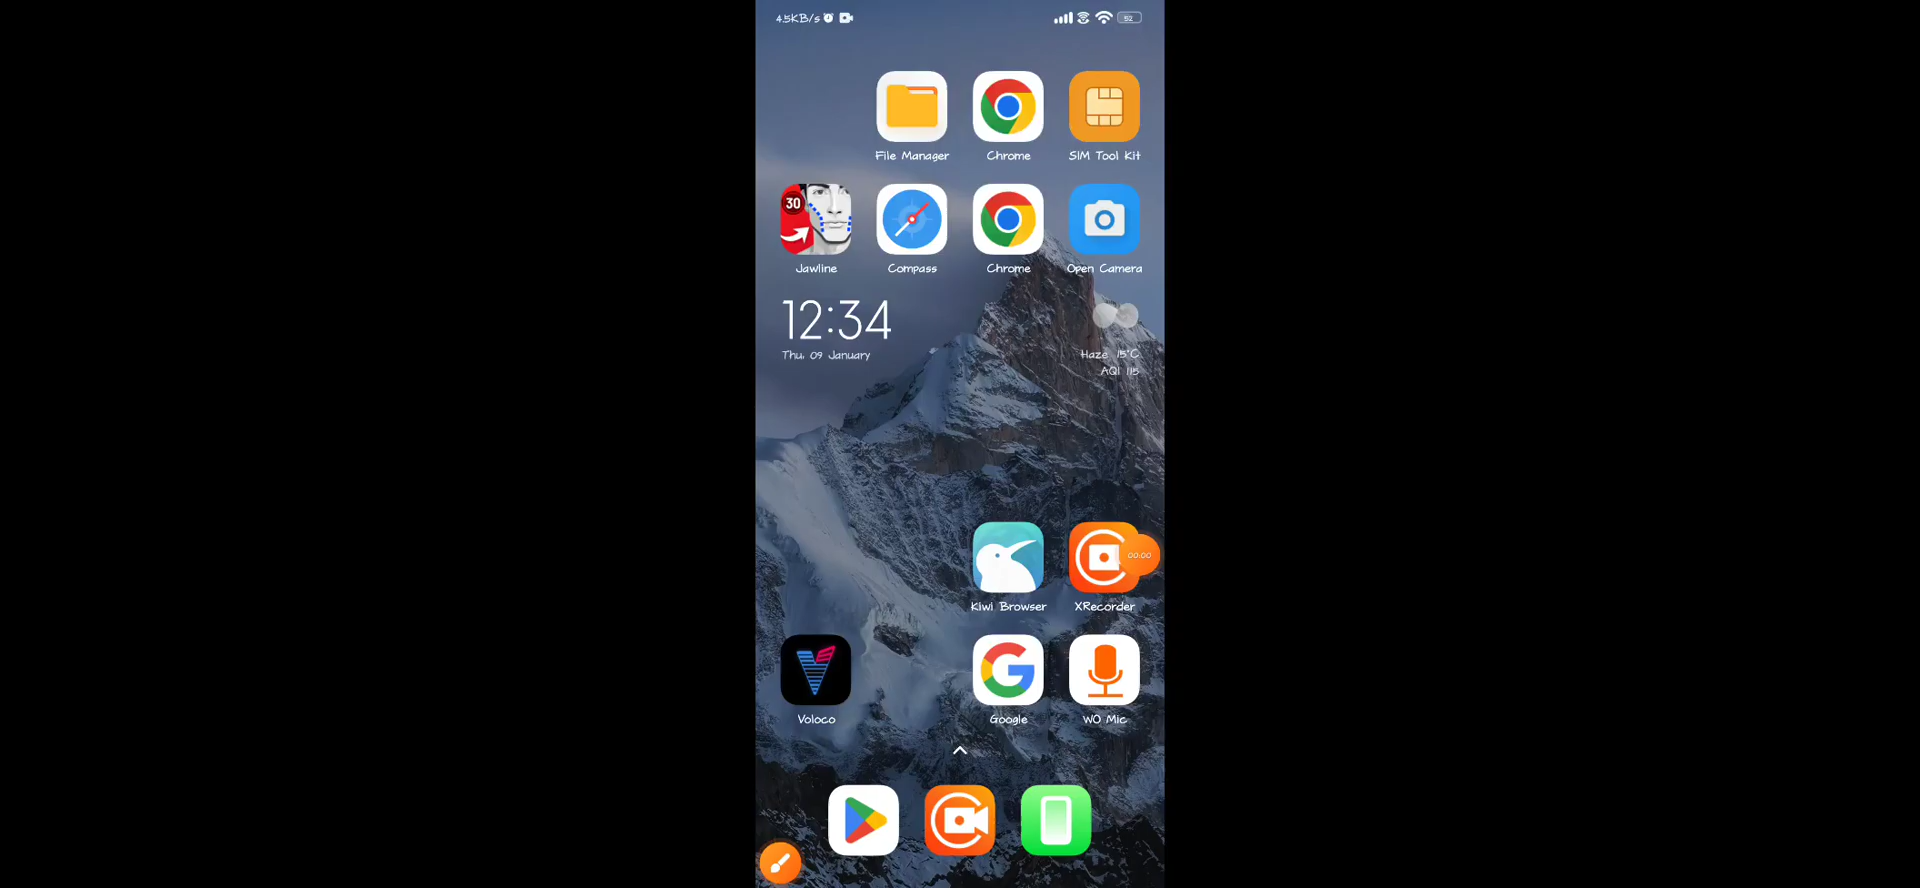 4.5KB/s
52
File Manager
Chrome
SIM Tool Kit
30
Jawline
Compass
Chrome
Open Camera
12:34
Thu, 09 January
Haze 15°C
AQI 115
00:00
Kiwi Browser
XRecorder
Voloco
Google
WO Mic